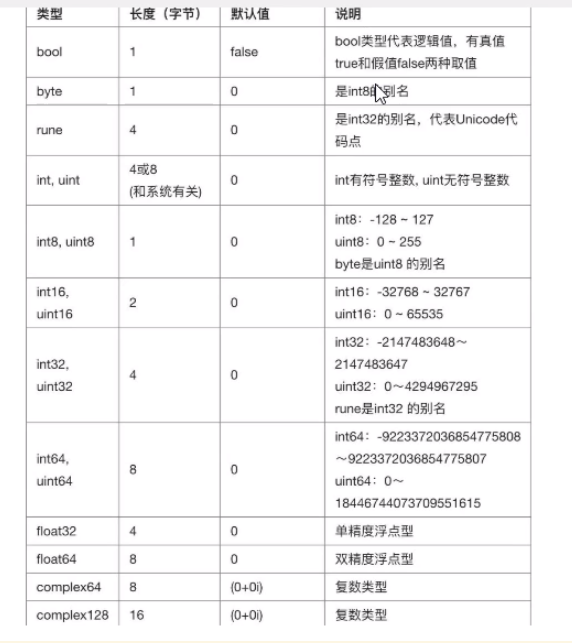 类型 长度（字节） 默认值 说明
bool 1 false bool类型代表逻辑值，有真值
true和假值false两种取值
byte 1 0 是int8的别名
rune 4 0 是int32的别名，代表Unicode代
码点
int, uint 4或8
(和系统有关) 0 int有符号整数, uint无符号整数
int8, uint8 1 0 int8：-128 ~ 127
uint8：0 ~ 255
byte是uint8 的别名
int16,
uint16 2 0 int16：-32768 ~ 32767
uint16：0 ~ 65535
int32,
uint32 4 0 int32：-2147483648～
2147483647
uint32：0～4294967295
rune是int32 的别名
int64,
uint64 8 0 int64：-9223372036854775808
～9223372036854775807
uint64：0～
18446744073709551615
float32 4 0 单精度浮点型
float64 8 0 双精度浮点型
complex64 8 (0+0i) 复数类型
complex128 16 (0+0i) 复数类型